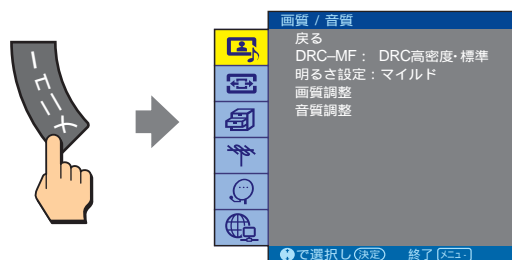 メニュー
画質 / 音質
戻る
DRC–MF： DRC高密度・標準
明るさ設定：マイルド
画質調整
音質調整
で選択し 決定 終了 メニュー